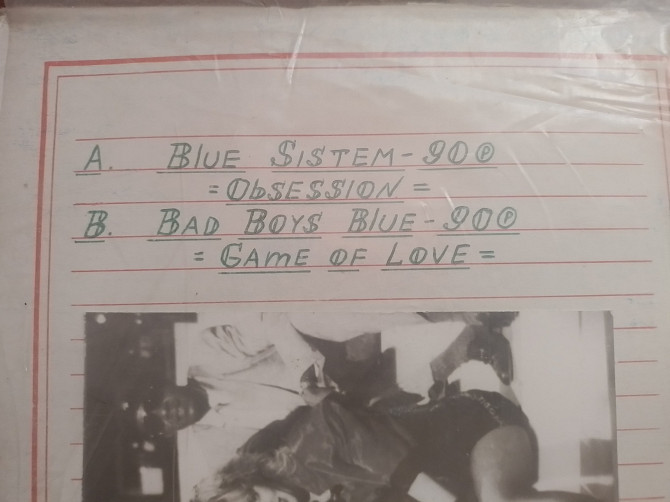 A. BLUE SISTEM-90℗
= ObSESSION =
B. BAD BOYS BLUE-90℗
= GAmE OF LOVE =